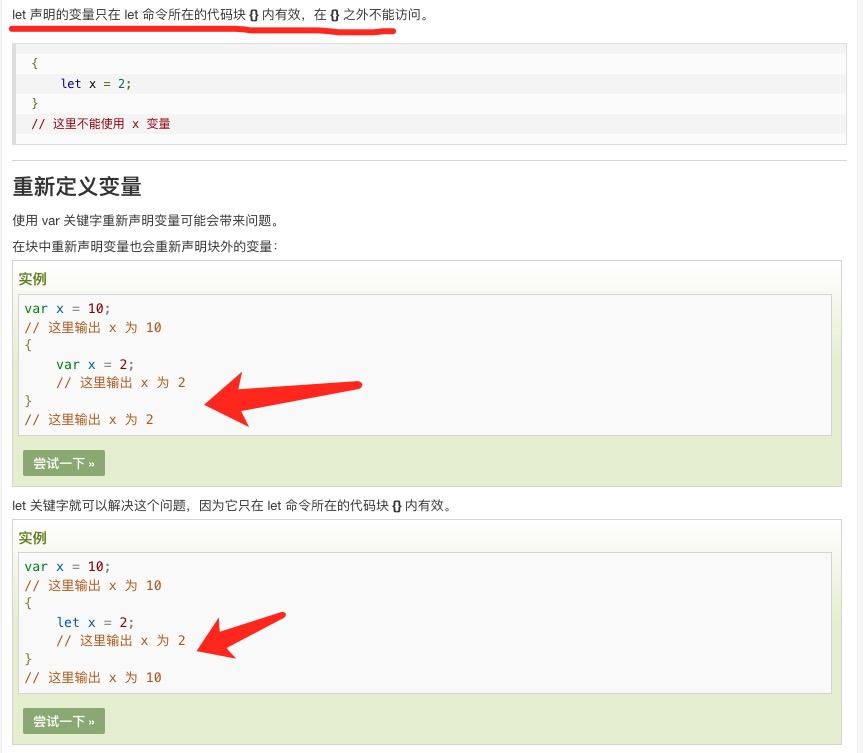 let 声明的变量只在 let 命令所在的代码块 {} 内有效，在 {} 之外不能访问。
{
    let x = 2;
}
// 这里不能使用 x 变量
重新定义变量
使用 var 关键字重新声明变量可能会带来问题。
在块中重新声明变量也会重新声明块外的变量：
实例
var x = 10;
// 这里输出 x 为 10
{
    var x = 2;
    // 这里输出 x 为 2
}
// 这里输出 x 为 2
尝试一下 »
let 关键字就可以解决这个问题，因为它只在 let 命令所在的代码块 {} 内有效。
实例
var x = 10;
// 这里输出 x 为 10
{
    let x = 2;
    // 这里输出 x 为 2
}
// 这里输出 x 为 10
尝试一下 »